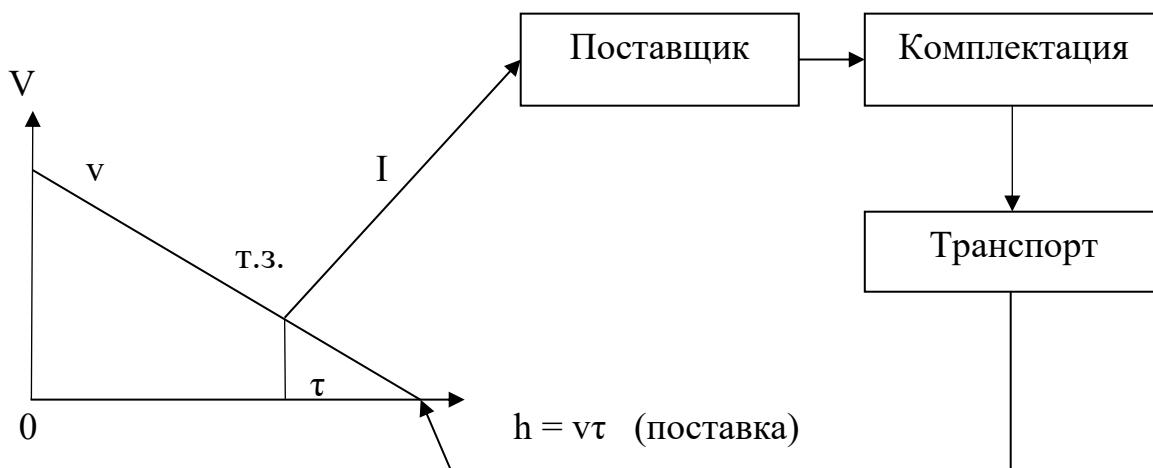 Поставщик
Комплектация
V
v
I
т.з.
Транспорт
τ
0
h = vτ (поставка)